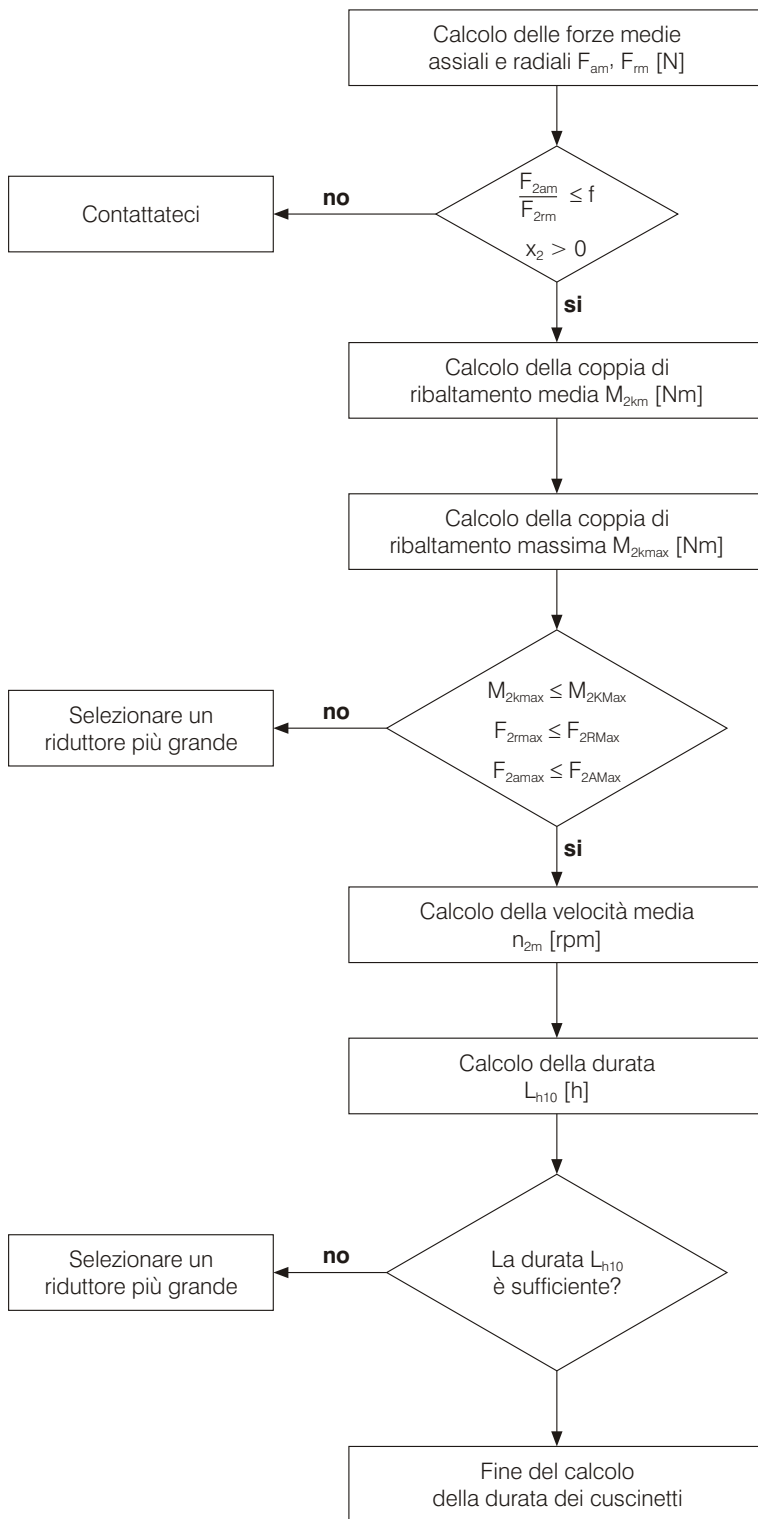 Calcolo delle forze medie
assiali e radiali F_am, F_rm [N]
F_2am
F_2rm ≤ f
x_2 > 0
no
Contattateci
si
Calcolo della coppia di
ribaltamento media M_2km [Nm]
Calcolo della coppia di
ribaltamento massima M_2kmax [Nm]
M_2kmax ≤ M_2KMax
F_2rmax ≤ F_2RMax
F_2amax ≤ F_2AMax
no
Selezionare un
riduttore più grande
si
Calcolo della velocità media
n_2m [rpm]
Calcolo della durata
L_h10 [h]
La durata L_h10
è sufficiente?
no
Selezionare un
riduttore più grande
Fine del calcolo
della durata dei cuscinetti